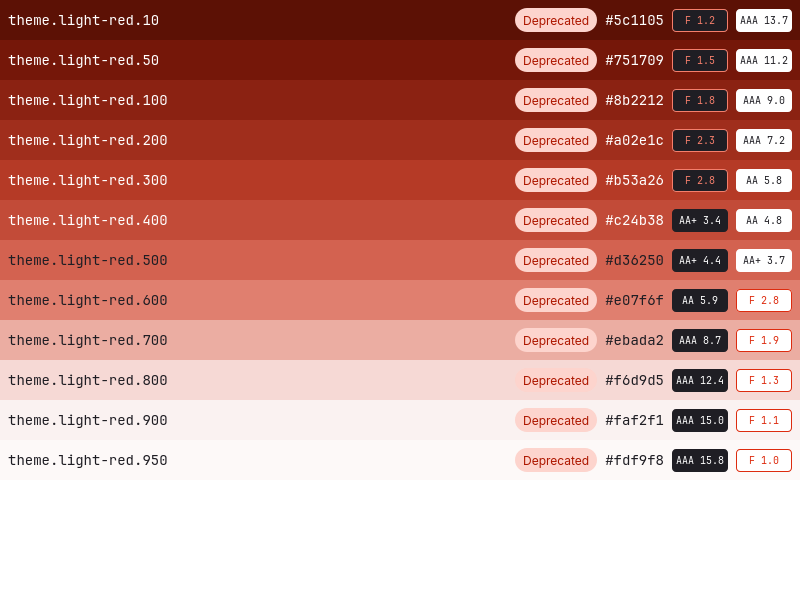 theme.light-red.10 Deprecated #5c1105 F 1.2 AAA 13.7
theme.light-red.50 Deprecated #751709 F 1.5 AAA 11.2
theme.light-red.100 Deprecated #8b2212 F 1.8 AAA 9.0
theme.light-red.200 Deprecated #a02e1c F 2.3 AAA 7.2
theme.light-red.300 Deprecated #b53a26 F 2.8 AA 5.8
theme.light-red.400 Deprecated #c24b38 AA+ 3.4 AA 4.8
theme.light-red.500 Deprecated #d36250 AA+ 4.4 AA+ 3.7
theme.light-red.600 Deprecated #e07f6f AA 5.9 F 2.8
theme.light-red.700 Deprecated #ebada2 AAA 8.7 F 1.9
theme.light-red.800 Deprecated #f6d9d5 AAA 12.4 F 1.3
theme.light-red.900 Deprecated #faf2f1 AAA 15.0 F 1.1
theme.light-red.950 Deprecated #fdf9f8 AAA 15.8 F 1.0